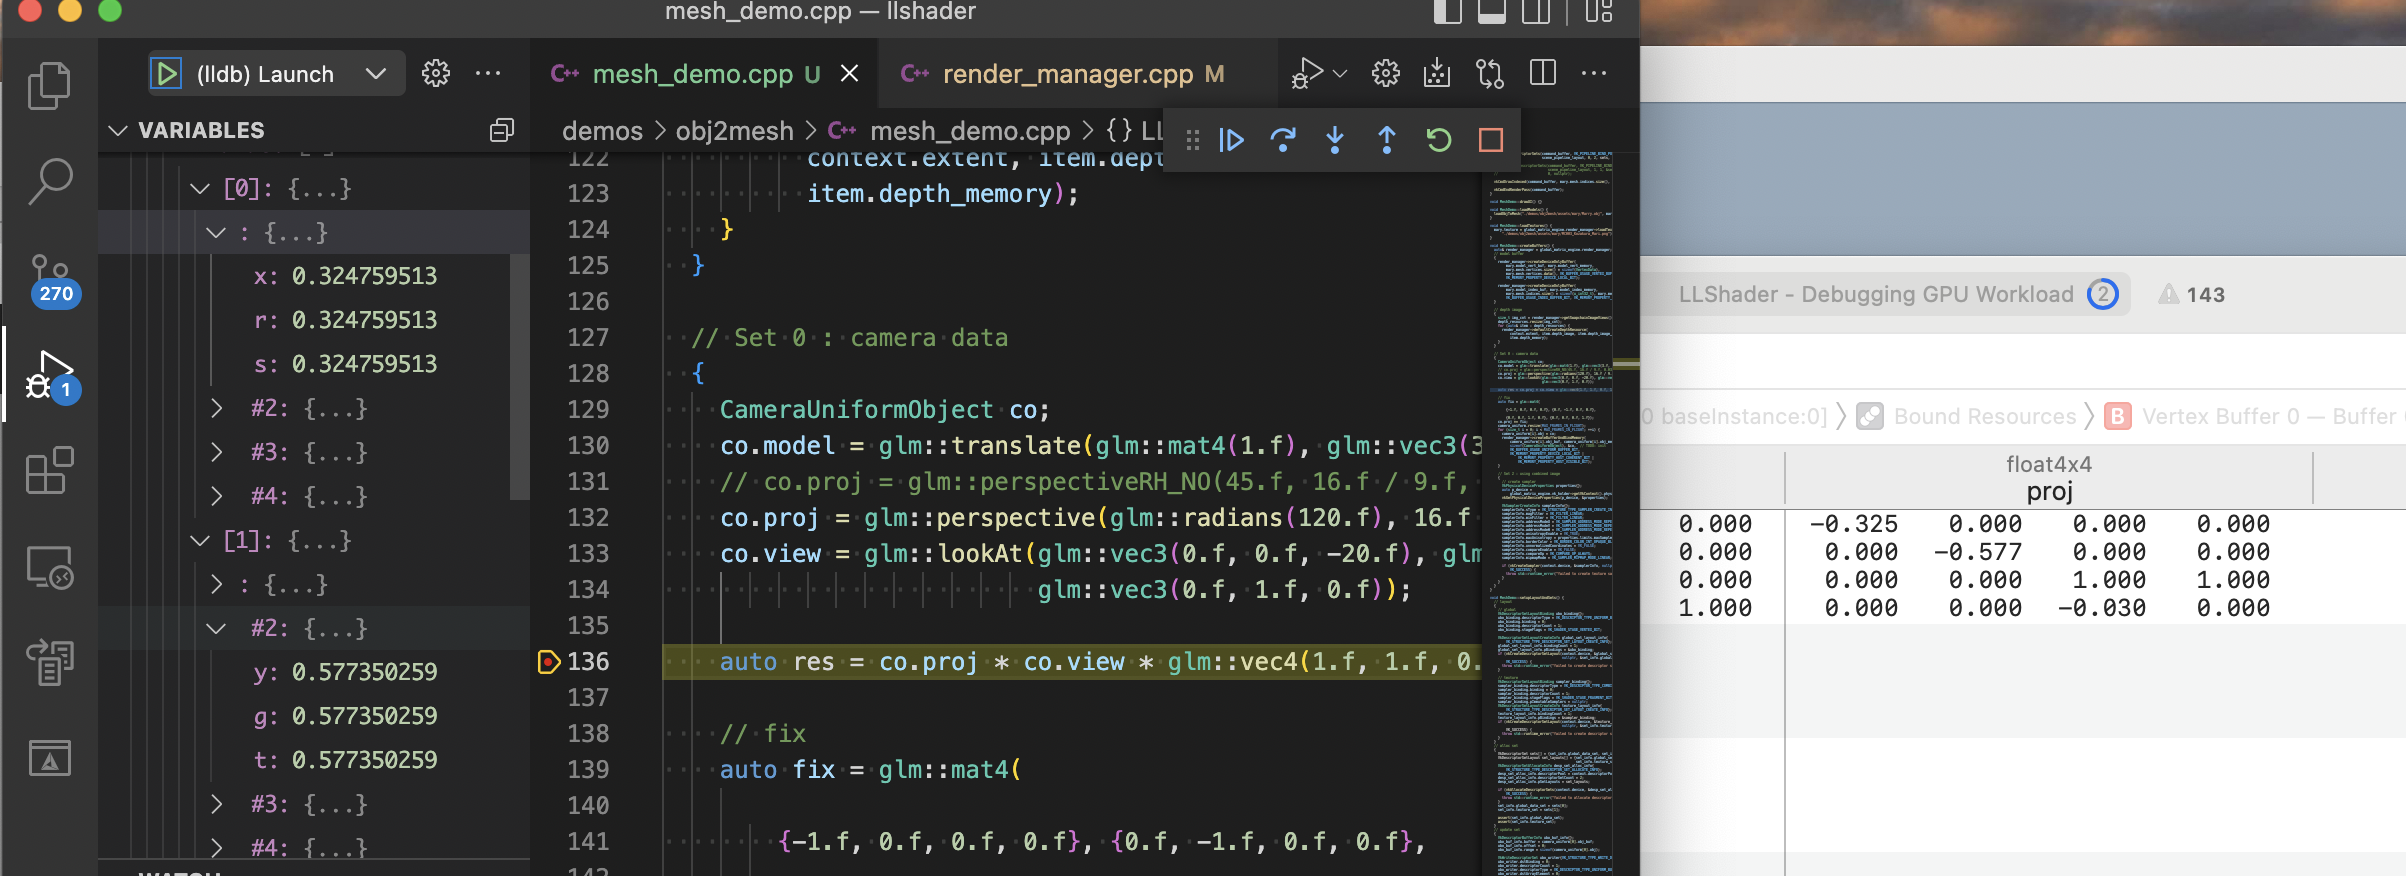 mesh_demo.cpp — llshader
(lldb) Launch
VARIABLES
[0]: {...}
: {...}
x: 0.324759513
r: 0.324759513
s: 0.324759513
#2: {...}
#3: {...}
#4: {...}
[1]: {...}
: {...}
#2: {...}
y: 0.577350259
g: 0.577350259
t: 0.577350259
#3: {...}
#4: {...}
WATCH
270
1
C++ mesh_demo.cpp U
C++ render_manager.cpp M
demos > obj2mesh > C++ mesh_demo.cpp > {} LL
122 context.extent, item.dept
123 item.depth_memory);
124 }
125 }
126
127 // Set 0 : camera data
128 {
129 CameraUniformObject co;
130 co.model = glm::translate(glm::mat4(1.f), glm::vec3(3
131 // co.proj = glm::perspectiveRH_NO(45.f, 16.f / 9.f,
132 co.proj = glm::perspective(glm::radians(120.f), 16.f
133 co.view = glm::lookAt(glm::vec3(0.f, 0.f, -20.f), glm
134 glm::vec3(0.f, 1.f, 0.f));
135
136 auto res = co.proj * co.view * glm::vec4(1.f, 1.f, 0.
137
138 // fix
139 auto fix = glm::mat4(
140
141 {-1.f, 0.f, 0.f, 0.f}, {0.f, -1.f, 0.f, 0.f},
142
LLShader - Debugging GPU Workload 2 143
0 baseInstance:0] Bound Resources B Vertex Buffer 0 — Buffer
float4x4
proj
0.000 -0.325 0.000 0.000 0.000
0.000 0.000 -0.577 0.000 0.000
0.000 0.000 0.000 1.000 1.000
1.000 0.000 0.000 -0.030 0.000